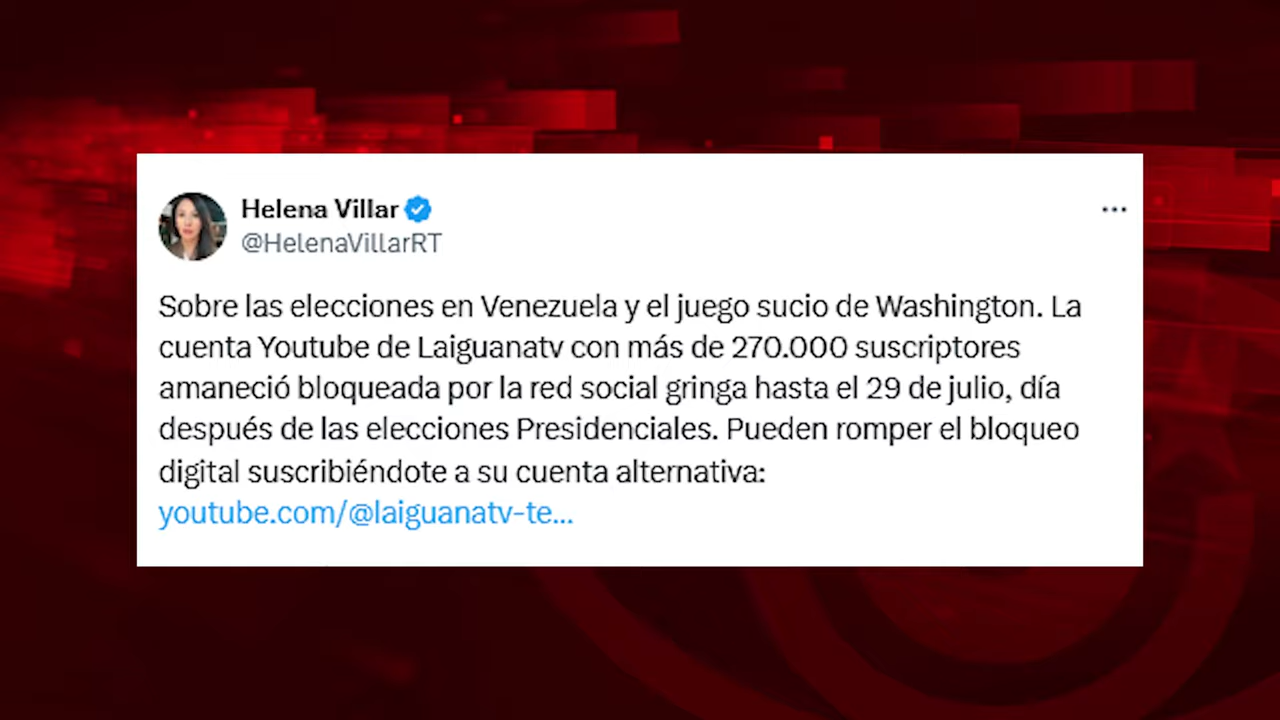 Helena Villar
@HelenaVillarRT
Sobre las elecciones en Venezuela y el juego sucio de Washington. La
cuenta Youtube de Laiguanatv con más de 270.000 suscriptores
amaneció bloqueada por la red social gringa hasta el 29 de julio, día
después de las elecciones Presidenciales. Pueden romper el bloqueo
digital suscribiéndote a su cuenta alternativa:
youtube.com/@laiguanatv-te...